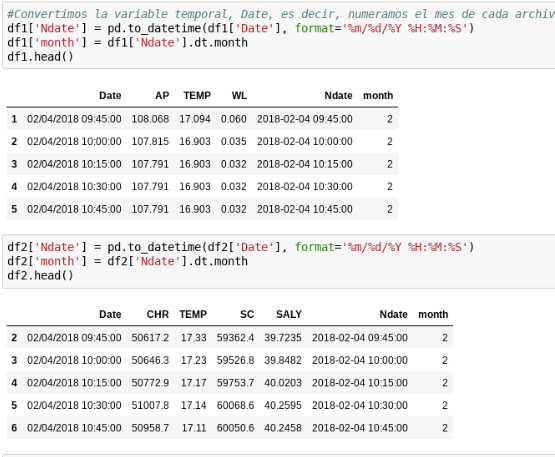 #Convertimos la variable temporal, Date, es decir, numeramos el mes de cada archiv
df1['Ndate'] = pd.to_datetime(df1['Date'], format='%m/%d/%Y %H:%M:%S')
df1['month'] = df1['Ndate'].dt.month
df1.head()
Date AP TEMP WL Ndate month
1 02/04/2018 09:45:00 108.068 17.094 0.060 2018-02-04 09:45:00 2
2 02/04/2018 10:00:00 107.815 16.903 0.035 2018-02-04 10:00:00 2
3 02/04/2018 10:15:00 107.791 16.903 0.032 2018-02-04 10:15:00 2
4 02/04/2018 10:30:00 107.791 16.903 0.032 2018-02-04 10:30:00 2
5 02/04/2018 10:45:00 107.791 16.903 0.032 2018-02-04 10:45:00 2
df2['Ndate'] = pd.to_datetime(df2['Date'], format='%m/%d/%Y %H:%M:%S')
df2['month'] = df2['Ndate'].dt.month
df2.head()
Date CHR TEMP SC SALY Ndate month
2 02/04/2018 09:45:00 50617.2 17.33 59362.4 39.7235 2018-02-04 09:45:00 2
3 02/04/2018 10:00:00 50646.3 17.23 59526.8 39.8482 2018-02-04 10:00:00 2
4 02/04/2018 10:15:00 50772.9 17.17 59753.7 40.0203 2018-02-04 10:15:00 2
5 02/04/2018 10:30:00 51007.8 17.14 60068.6 40.2595 2018-02-04 10:30:00 2
6 02/04/2018 10:45:00 50958.7 17.11 60050.6 40.2458 2018-02-04 10:45:00 2